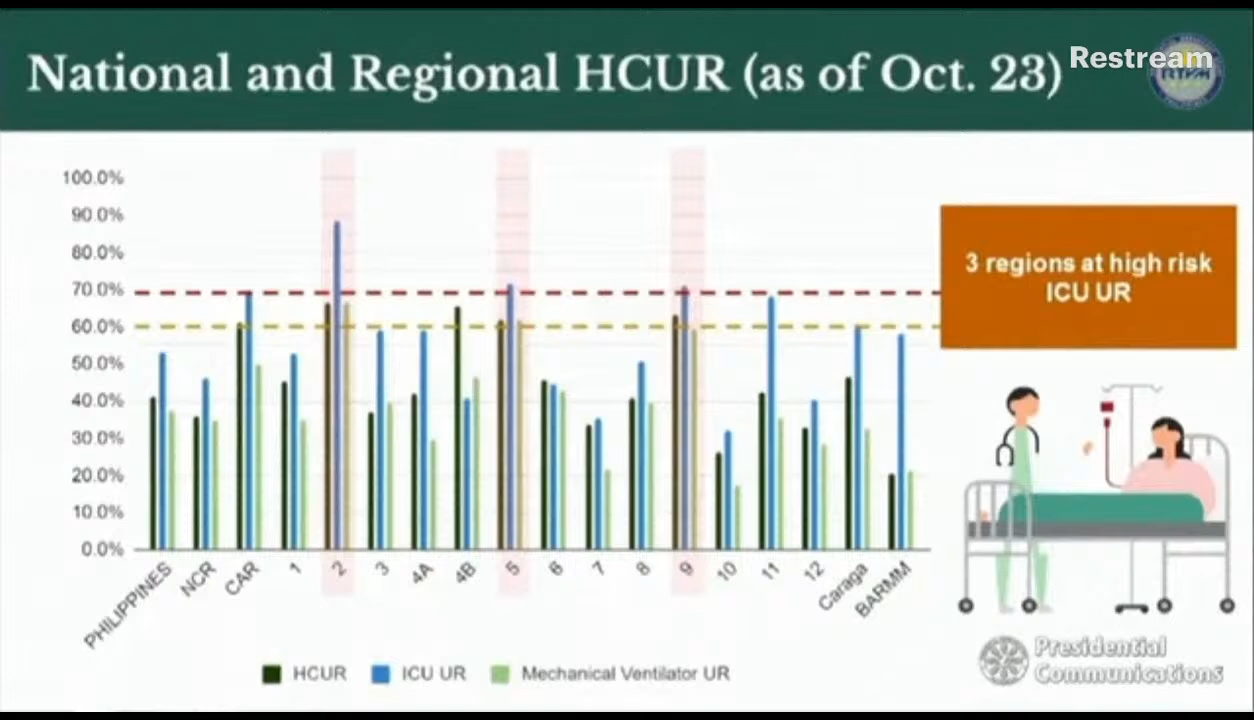 National and Regional HCUR (as of Oct. 23)
Restream
RTVM
100.0%
90.0%
80.0%
70.0%
60.0%
50.0%
40.0%
30.0%
20.0%
10.0%
0.0%
PHILIPPINES
NCR
CAR
1
2
3
4A
4B
5
6
7
8
9
10
11
12
Caraga
BARMM
HCUR
ICU UR
Mechanical Ventilator UR
3 regions at high risk
ICU UR
Presidential
Communications